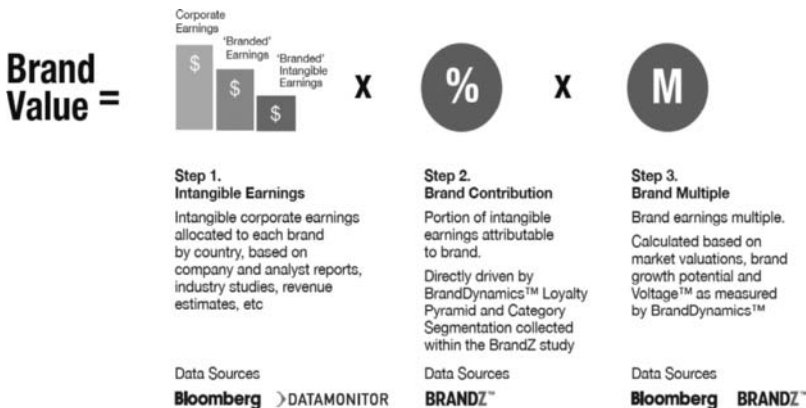 Corporate
Earnings
'Branded'
Earnings
'Branded'
Intangible
Earnings
Brand
Value =
$
$
$
x
%
x
M
Step 1.
Intangible Earnings
Intangible corporate earnings
allocated to each brand
by country, based on
company and analyst reports,
industry studies, revenue
estimates, etc
Data Sources
Bloomberg DATAMONITOR
Step 2.
Brand Contribution
Portion of intangible
earnings attributable
to brand.
Directly driven by
BrandDynamics™ Loyalty
Pyramid and Category
Segmentation collected
within the BrandZ study
Data Sources
BRANDZ™
Step 3.
Brand Multiple
Brand earnings multiple.
Calculated based on
market valuations, brand
growth potential and
Voltage™ as measured
by BrandDynamics™
Data Sources
Bloomberg BRANDZ™